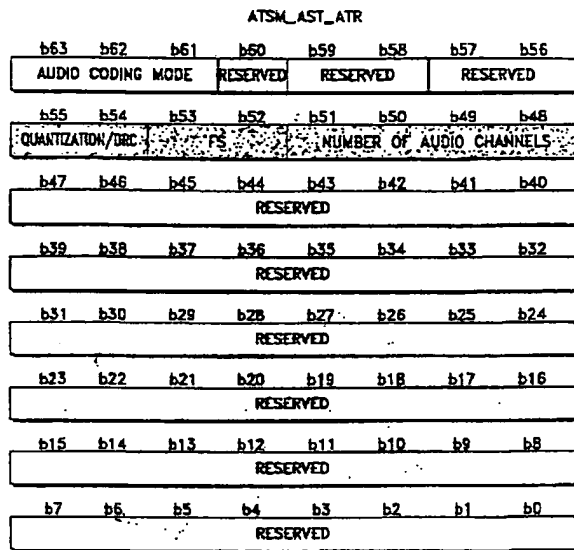 ATSM_AST_ATR
b63 b62 b61 b60 b59 b58 b57 b56
AUDIO CODING MODE RESERVED RESERVED RESERVED
b55 b54 b53 b52 b51 b50 b49 b48
QUANTIZATION/DRC FS NUMBER OF AUDIO CHANNELS
b47 b46 b45 b44 b43 b42 b41 b40
RESERVED
b39 b38 b37 b36 b35 b34 b33 b32
RESERVED
b31 b30 b29 b28 b27 b26 b25 b24
RESERVED
b23 b22 b21 b20 b19 b18 b17 b16
RESERVED
b15 b14 b13 b12 b11 b10 b9 b8
RESERVED
b7 b6 b5 b4 b3 b2 b1 b0
RESERVED